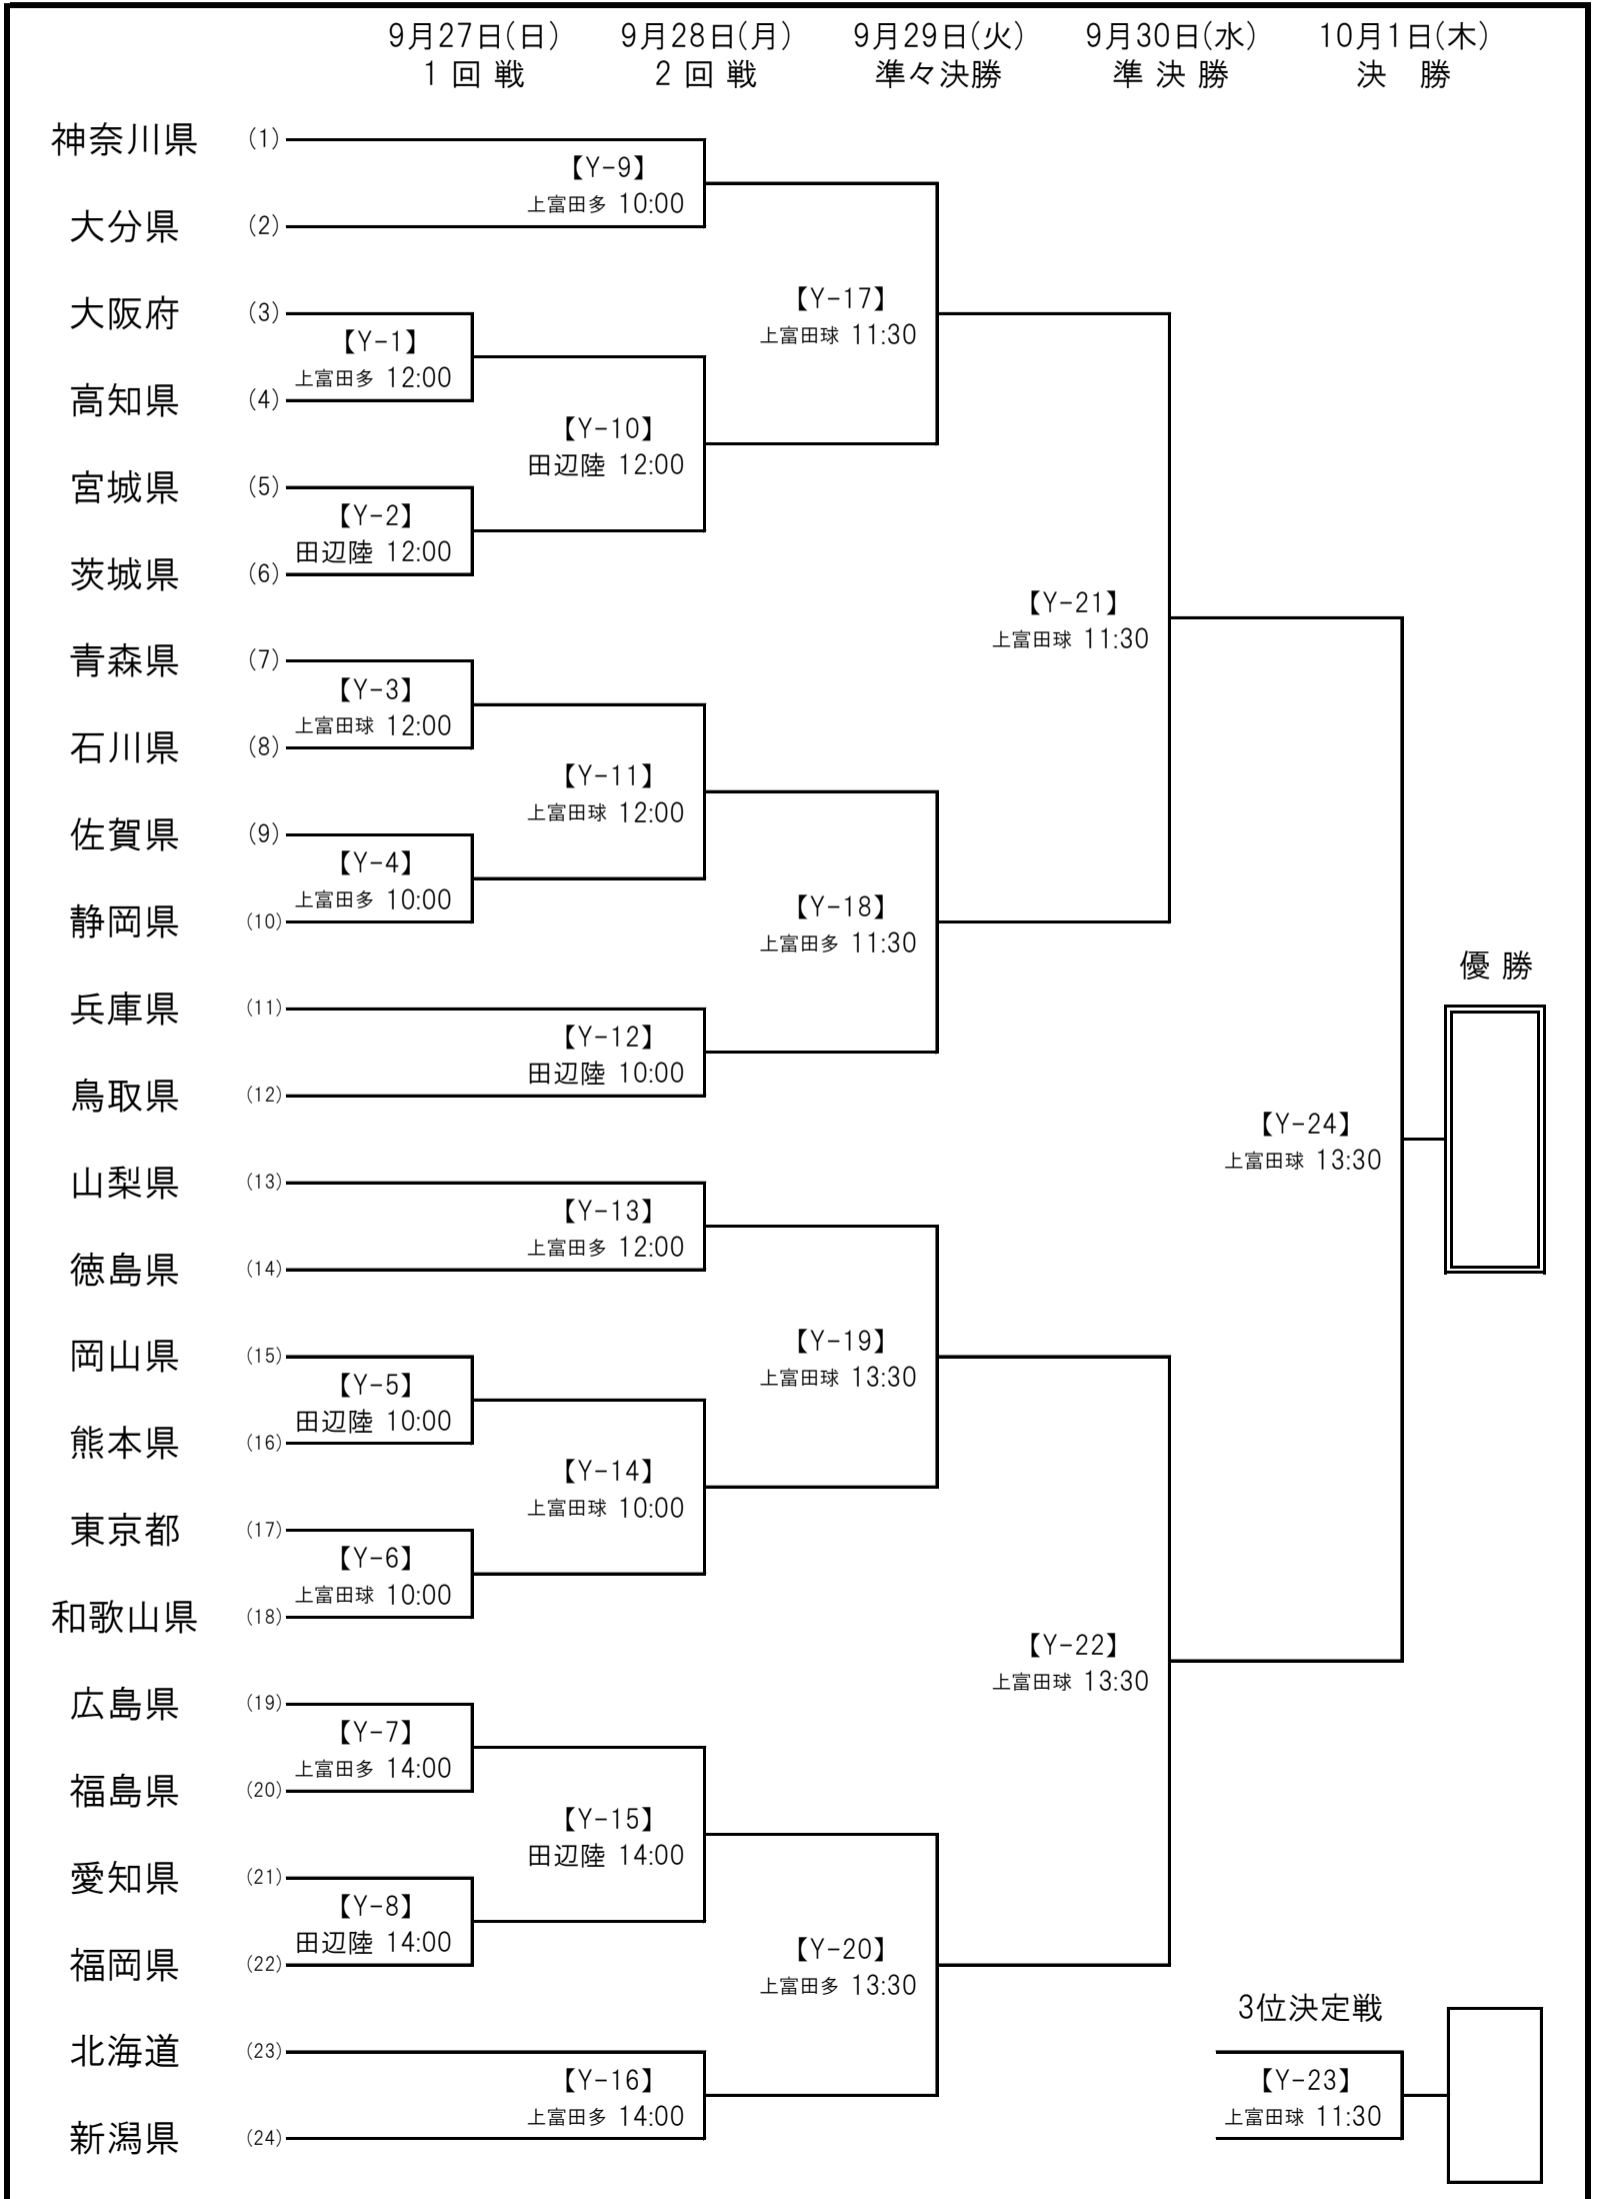 9月27日(日) 9月28日(月) 9月29日(火) 9月30日(水) 10月1日(木)
1 回 戦 2 回 戦 準々決勝 準 決 勝 決 勝
神奈川県 (1)
【Y-9】
上富田多 10:00
大分県 (2)
【Y-17】
上富田球 11:30
大阪府 (3)
【Y-1】
上富田多 12:00
高知県 (4)
【Y-10】
田辺陸 12:00
宮城県 (5)
【Y-2】
田辺陸 12:00
茨城県 (6)
【Y-21】
上富田球 11:30
青森県 (7)
【Y-3】
上富田球 12:00
石川県 (8)
【Y-11】
上富田球 12:00
佐賀県 (9)
【Y-4】
上富田多 10:00
静岡県 (10)
【Y-18】
上富田多 11:30
優 勝
兵庫県 (11)
【Y-12】
田辺陸 10:00
鳥取県 (12)
【Y-24】
上富田球 13:30
山梨県 (13)
【Y-13】
上富田多 12:00
徳島県 (14)
【Y-19】
上富田球 13:30
岡山県 (15)
【Y-5】
田辺陸 10:00
熊本県 (16)
【Y-14】
上富田球 10:00
東京都 (17)
【Y-6】
上富田球 10:00
和歌山県 (18)
【Y-22】
上富田球 13:30
広島県 (19)
【Y-7】
上富田多 14:00
福島県 (20)
【Y-15】
田辺陸 14:00
愛知県 (21)
【Y-8】
田辺陸 14:00
福岡県 (22)
【Y-20】
上富田多 13:30
3位決定戦
北海道 (23)
【Y-16】 【Y-23】
上富田多 14:00 上富田球 11:30
新潟県 (24)